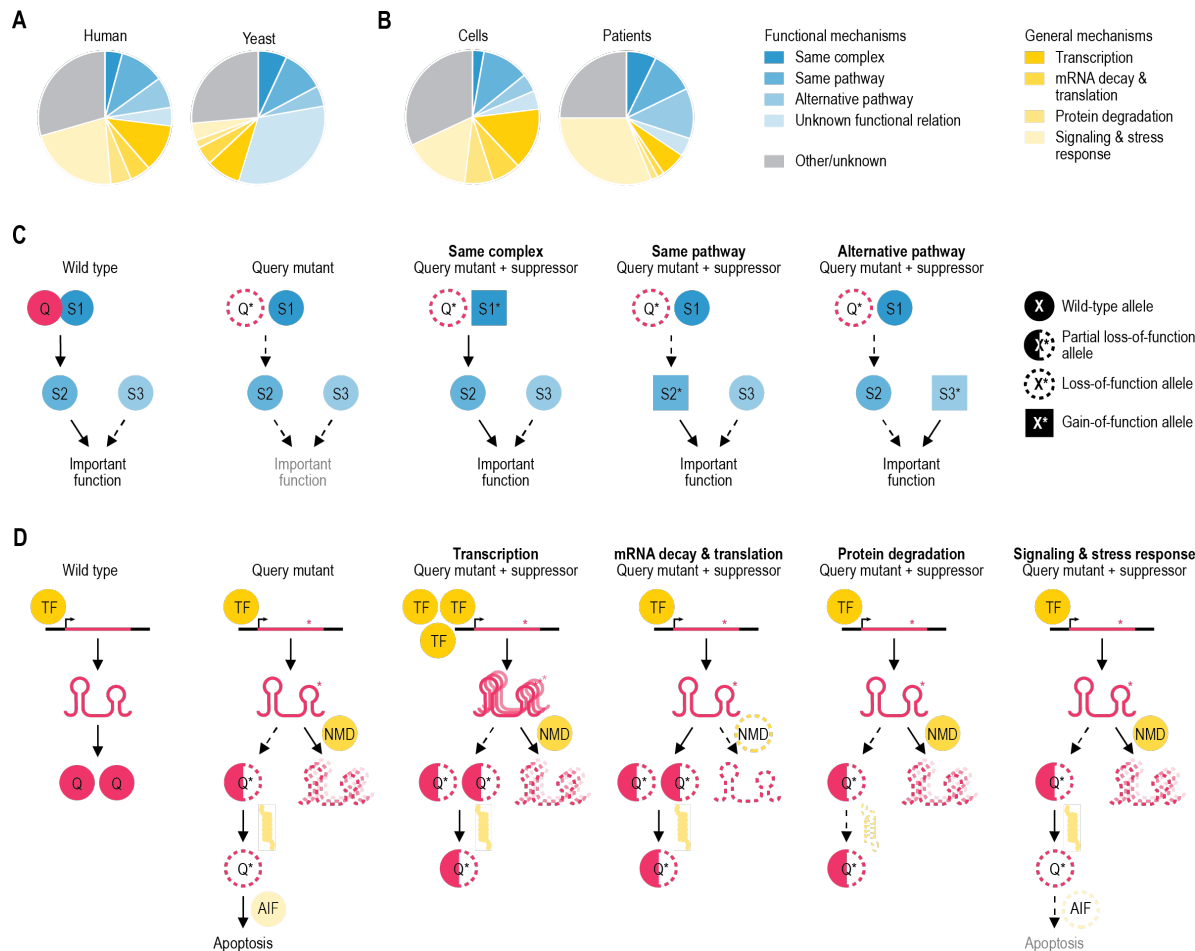 A
Human
Yeast
B
Cells
Patients
Functional mechanisms
Same complex
Same pathway
Alternative pathway
Unknown functional relation
Other/unknown
General mechanisms
Transcription
mRNA decay &
translation
Protein degradation
Signaling & stress
response
C
Wild type
Query mutant
Same complex
Query mutant + suppressor
Same pathway
Query mutant + suppressor
Alternative pathway
Query mutant + suppressor
Q S1
Q* S1
Q* S1*
Q* S1
Q* S1
S2 S3
S2 S3
S2 S3
S2* S3
S2 S3*
Important
function
Important
function
Important
function
Important
function
Important
function
X Wild-type allele
X* Partial loss-of-function
allele
X* Loss-of-function allele
X* Gain-of-function allele
D
Wild type
Query mutant
Transcription
Query mutant + suppressor
mRNA decay & translation
Query mutant + suppressor
Protein degradation
Query mutant + suppressor
Signaling & stress response
Query mutant + suppressor
TF
TF *
TF TF *
TF
TF *
TF *
TF *
*
*
*
*
*
NMD
NMD
NMD
NMD
NMD
Q Q
Q*
Q* Q*
Q* Q*
Q*
Q*
Q*
Q*
Q*
Q*
Q*
AIF
AIF
Apoptosis
Apoptosis